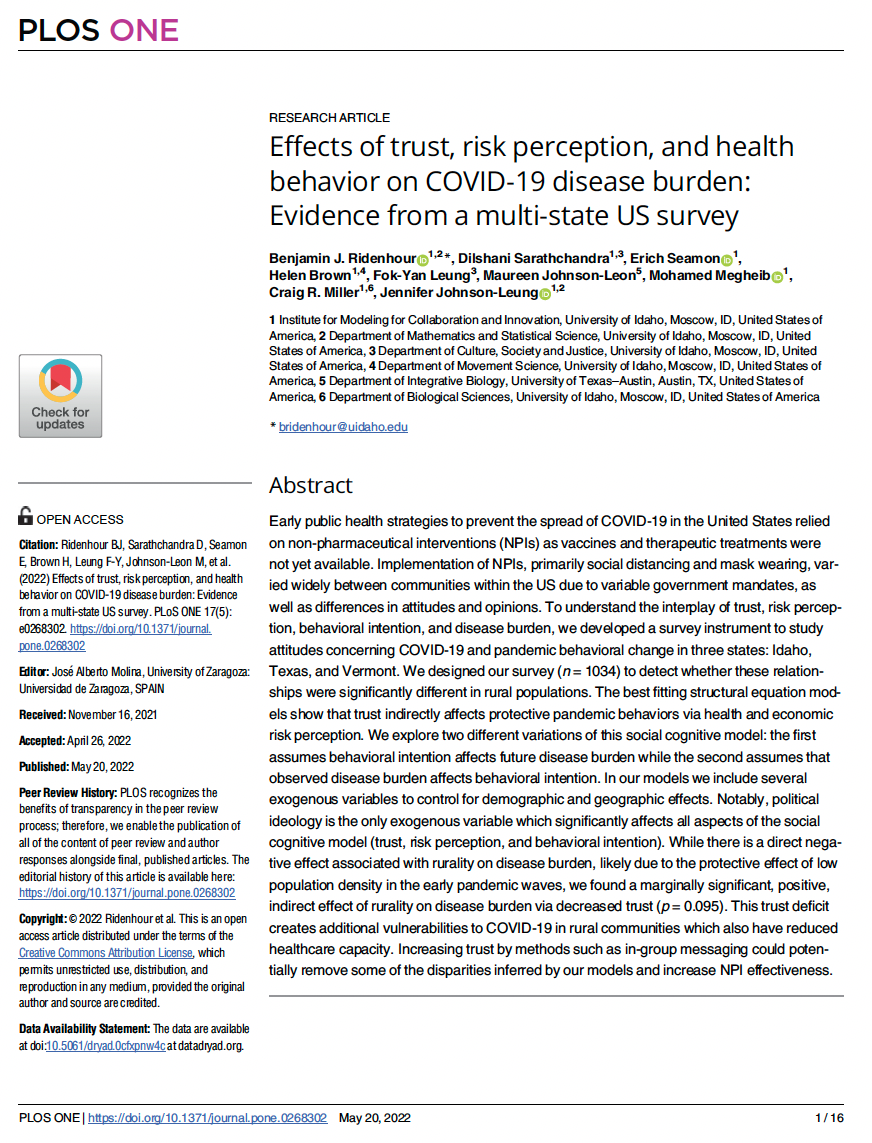 PLOS ONE
RESEARCH ARTICLE
Effects of trust, risk perception, and health
behavior on COVID-19 disease burden:
Evidence from a multi-state US survey
Benjamin J. Ridenhour iD 1,2*, Dilshani Sarathchandra1,3, Erich Seamon iD 1,
Helen Brown1,4, Fok-Yan Leung3, Maureen Johnson-Leon5, Mohamed Megheib iD 1,
Craig R. Miller1,6, Jennifer Johnson-Leung iD 1,2
1 Institute for Modeling for Collaboration and Innovation, University of Idaho, Moscow, ID, United States of
America, 2 Department of Mathematics and Statistical Science, University of Idaho, Moscow, ID, United
States of America, 3 Department of Culture, Society and Justice, University of Idaho, Moscow, ID, United
States of America, 4 Department of Movement Science, University of Idaho, Moscow, ID, United States of
America, 5 Department of Integrative Biology, University of Texas–Austin, Austin, TX, United States of
America, 6 Department of Biological Sciences, University of Idaho, Moscow, ID, United States of America
* bridenhour@uidaho.edu
Check for
updates
Abstract
Early public health strategies to prevent the spread of COVID-19 in the United States relied
on non-pharmaceutical interventions (NPIs) as vaccines and therapeutic treatments were
not yet available. Implementation of NPIs, primarily social distancing and mask wearing, var-
ied widely between communities within the US due to variable government mandates, as
well as differences in attitudes and opinions. To understand the interplay of trust, risk percep-
tion, behavioral intention, and disease burden, we developed a survey instrument to study
attitudes concerning COVID-19 and pandemic behavioral change in three states: Idaho,
Texas, and Vermont. We designed our survey (n = 1034) to detect whether these relation-
ships were significantly different in rural populations. The best fitting structural equation mod-
els show that trust indirectly affects protective pandemic behaviors via health and economic
risk perception. We explore two different variations of this social cognitive model: the first
assumes behavioral intention affects future disease burden while the second assumes that
observed disease burden affects behavioral intention. In our models we include several
exogenous variables to control for demographic and geographic effects. Notably, political
ideology is the only exogenous variable which significantly affects all aspects of the social
cognitive model (trust, risk perception, and behavioral intention). While there is a direct nega-
tive effect associated with rurality on disease burden, likely due to the protective effect of low
population density in the early pandemic waves, we found a marginally significant, positive,
indirect effect of rurality on disease burden via decreased trust (p = 0.095). This trust deficit
creates additional vulnerabilities to COVID-19 in rural communities which also have reduced
healthcare capacity. Increasing trust by methods such as in-group messaging could poten-
tially remove some of the disparities inferred by our models and increase NPI effectiveness.
OPEN ACCESS
Citation: Ridenhour BJ, Sarathchandra D, Seamon
E, Brown H, Leung F-Y, Johnson-Leon M, et al.
(2022) Effects of trust, risk perception, and health
behavior on COVID-19 disease burden: Evidence
from a multi-state US survey. PLoS ONE 17(5):
e0268302. https://doi.org/10.1371/journal.
pone.0268302
Editor: José Alberto Molina, University of Zaragoza:
Universidad de Zaragoza, SPAIN
Received: November 16, 2021
Accepted: April 26, 2022
Published: May 20, 2022
Peer Review History: PLOS recognizes the
benefits of transparency in the peer review
process; therefore, we enable the publication of
all of the content of peer review and author
responses alongside final, published articles. The
editorial history of this article is available here:
https://doi.org/10.1371/journal.pone.0268302
Copyright: © 2022 Ridenhour et al. This is an open
access article distributed under the terms of the
Creative Commons Attribution License, which
permits unrestricted use, distribution, and
reproduction in any medium, provided the original
author and source are credited.
Data Availability Statement: The data are available
at doi:10.5061/dryad.0cfxpnw4c at datadryad.org.
PLOS ONE | https://doi.org/10.1371/journal.pone.0268302 May 20, 2022
1 / 16